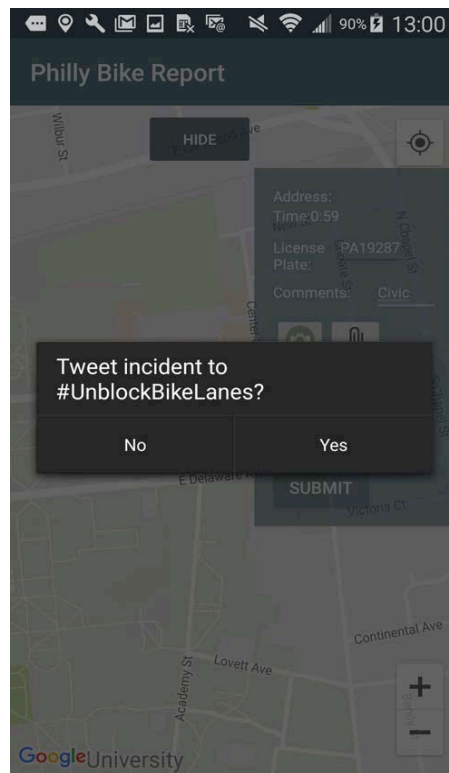 90% 13:00
Philly Bike Report
Wilbur St
HIDE
Address:
Time:0:59
New
N Chapel St
License
Plate:
PA19287
Comments: Civic
Center
Tweet incident to
#UnblockBikeLanes?
No Yes
E Delaware
SUBMIT
Victoria Ct
Continental Ave
Lovett Ave
Academy St
Google University